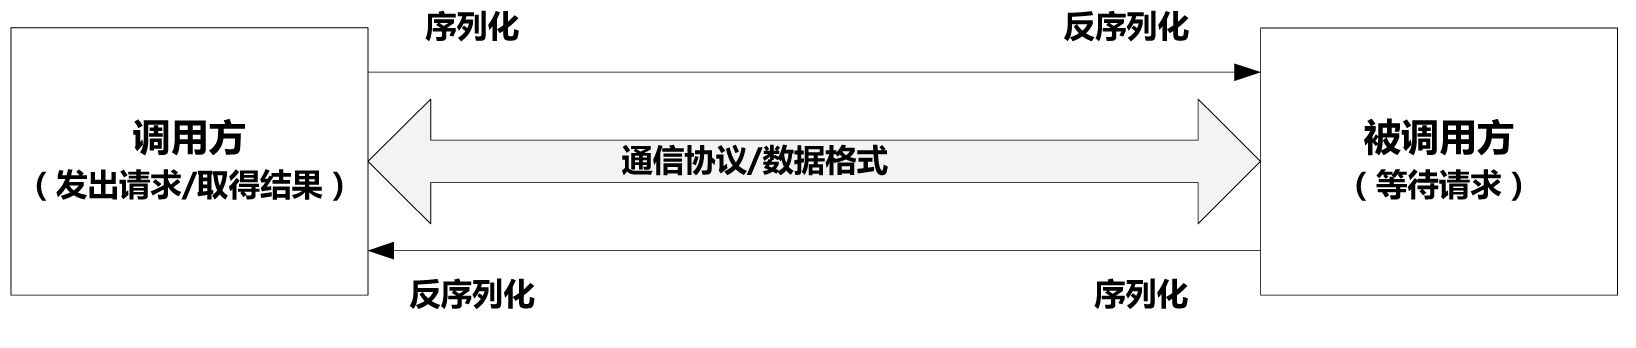 序列化
反序列化
调用方
（发出请求/取得结果）
通信协议/数据格式
被调用方
（等待请求）
反序列化
序列化